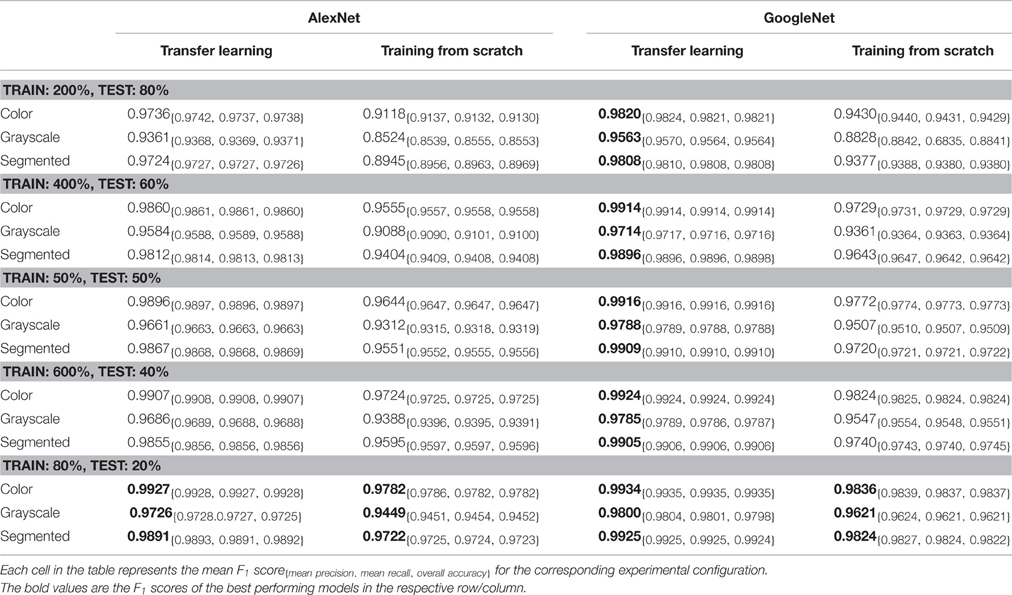 AlexNet GoogleNet
Transfer learning Training from scratch Transfer learning Training from scratch
TRAIN: 200%, TEST: 80%
Color 0.9736{0.9742, 0.9737, 0.9738} 0.9118{0.9137, 0.9132, 0.9130} 0.9820{0.9824, 0.9821, 0.9821} 0.9430{0.9440, 0.9431, 0.9429}
Grayscale 0.9361{0.9368, 0.9369, 0.9371} 0.8524{0.8539, 0.8555, 0.8553} 0.9563{0.9570, 0.9564, 0.9564} 0.8828{0.8842, 0.6835, 0.8841}
Segmented 0.9724{0.9727, 0.9727, 0.9726} 0.8945{0.8956, 0.8963, 0.8969} 0.9808{0.9810, 0.9808, 0.9808} 0.9377{0.9388, 0.9380, 0.9380}
TRAIN: 400%, TEST: 60%
Color 0.9860{0.9861, 0.9861, 0.9860} 0.9555{0.9557, 0.9558, 0.9558} 0.9914{0.9914, 0.9914, 0.9914} 0.9729{0.9731, 0.9729, 0.9729}
Grayscale 0.9584{0.9588, 0.9589, 0.9588} 0.9088{0.9090, 0.9101, 0.9100} 0.9714{0.9717, 0.9716, 0.9716} 0.9361{0.9364, 0.9363, 0.9364}
Segmented 0.9812{0.9814, 0.9813, 0.9813} 0.9404{0.9409, 0.9408, 0.9408} 0.9896{0.9896, 0.9896, 0.9898} 0.9643{0.9647, 0.9642, 0.9642}
TRAIN: 50%, TEST: 50%
Color 0.9896{0.9897, 0.9896, 0.9897} 0.9644{0.9647, 0.9647, 0.9647} 0.9916{0.9916, 0.9916, 0.9916} 0.9772{0.9774, 0.9773, 0.9773}
Grayscale 0.9661{0.9663, 0.9663, 0.9663} 0.9312{0.9315, 0.9318, 0.9319} 0.9788{0.9789, 0.9788, 0.9788} 0.9507{0.9510, 0.9507, 0.9509}
Segmented 0.9867{0.9868, 0.9868, 0.9869} 0.9551{0.9552, 0.9555, 0.9556} 0.9909{0.9910, 0.9910, 0.9910} 0.9720{0.9721, 0.9721, 0.9722}
TRAIN: 600%, TEST: 40%
Color 0.9907{0.9908, 0.9908, 0.9907} 0.9724{0.9725, 0.9725, 0.9725} 0.9924{0.9924, 0.9924, 0.9924} 0.9824{0.9825, 0.9824, 0.9824}
Grayscale 0.9686{0.9689, 0.9688, 0.9688} 0.9388{0.9396, 0.9395, 0.9391} 0.9785{0.9789, 0.9786, 0.9787} 0.9547{0.9554, 0.9548, 0.9551}
Segmented 0.9855{0.9856, 0.9856, 0.9856} 0.9595{0.9597, 0.9597, 0.9596} 0.9905{0.9906, 0.9906, 0.9906} 0.9740{0.9743, 0.9740, 0.9745}
TRAIN: 80%, TEST: 20%
Color 0.9927{0.9928, 0.9927, 0.9928} 0.9782{0.9786, 0.9782, 0.9782} 0.9934{0.9935, 0.9935, 0.9935} 0.9836{0.9839, 0.9837, 0.9837}
Grayscale 0.9726{0.9728.0.9727, 0.9725} 0.9449{0.9451, 0.9454, 0.9452} 0.9800{0.9804, 0.9801, 0.9798} 0.9621{0.9624, 0.9621, 0.9621}
Segmented 0.9891{0.9893, 0.9891, 0.9892} 0.9722{0.9725, 0.9724, 0.9723} 0.9925{0.9925, 0.9925, 0.9924} 0.9824{0.9827, 0.9824, 0.9822}
Each cell in the table represents the mean F1 score{mean precision, mean recall, overall accuracy} for the corresponding experimental configuration.
The bold values are the F1 scores of the best performing models in the respective row/column.